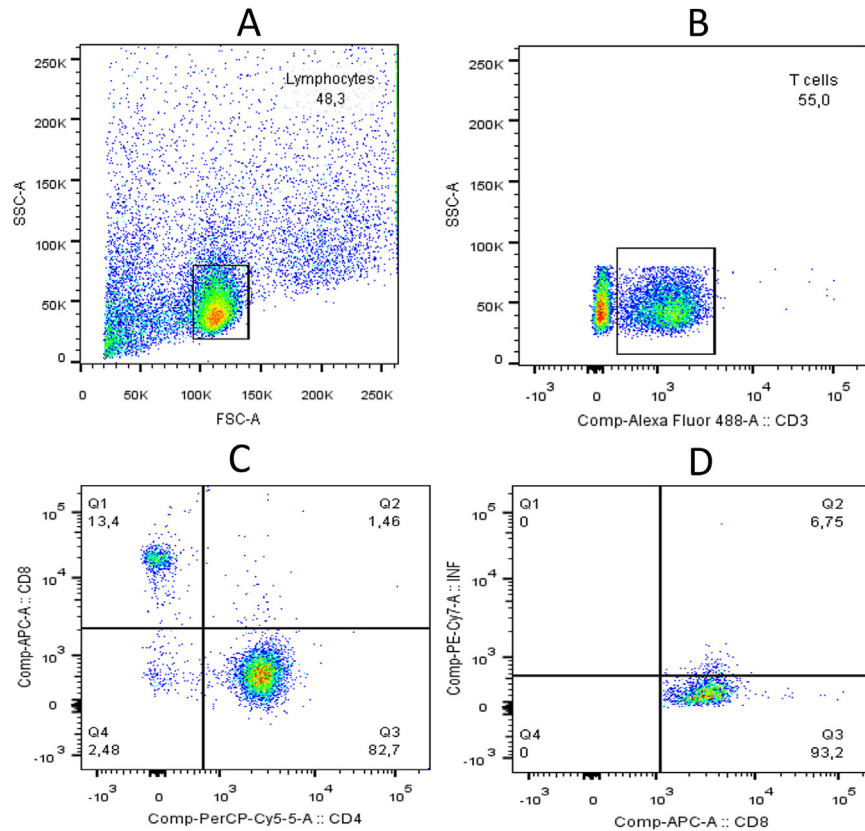 A
250K
200K
150K
100K
50K
0
SSC-A
Lymphocytes
48,3
0 50K 100K 150K 200K 250K
FSC-A
B
250K
200K
150K
100K
50K
0
SSC-A
T cells
55,0
-10³ 0 10³ 10⁴ 10⁵
Comp-Alexa Fluor 488-A :: CD3
C
10⁵
10⁴
10³
0
-10³
Comp-APC-A :: CD8
Q1
13,4
Q2
1,46
Q4
2,48
Q3
82,7
-10³ 0 10³ 10⁴ 10⁵
Comp-PerCP-Cy5-5-A :: CD4
D
10⁵
10⁴
10³
0
-10³
Comp-PE-Cy7-A :: INF
Q1
0
Q2
6,75
Q4
0
Q3
93,2
-10³ 0 10³ 10⁴ 10⁵
Comp-APC-A :: CD8